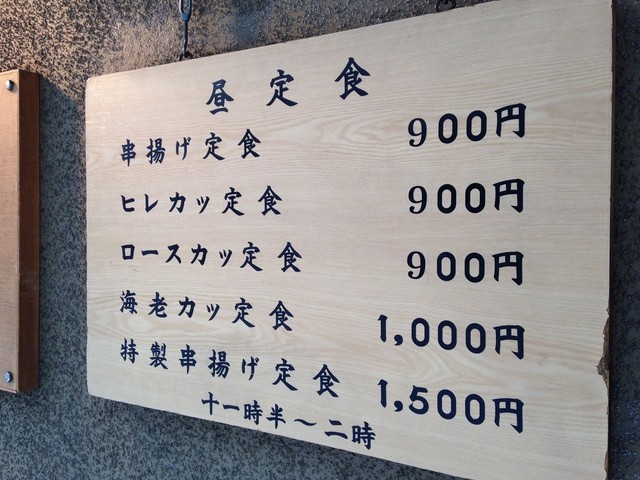 昼定食
串揚げ定食 900円
ヒレカツ定食 900円
ロースカツ定食 900円
海老カツ定食 1,000円
特製串揚げ定食 1,500円
十一時半～二時